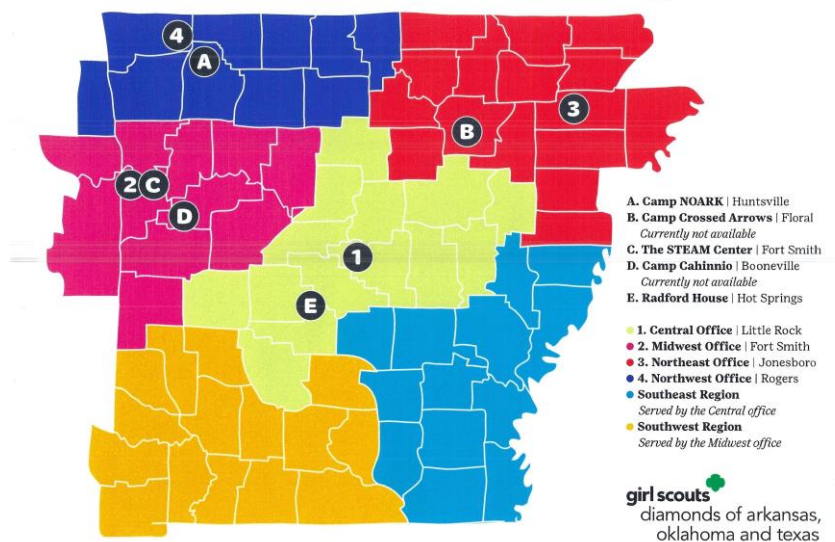 4
A
3
B
2 C
D
1
E
A. Camp NOARK | Huntsville
B. Camp Crossed Arrows | Floral
Currently not available
C. The STEAM Center | Fort Smith
D. Camp Cahinnio | Booneville
Currently not available
E. Radford House | Hot Springs
1. Central Office | Little Rock
2. Midwest Office | Fort Smith
3. Northeast Office | Jonesboro
4. Northwest Office | Rogers
Southeast Region
Served by the Central office
Southwest Region
Served by the Midwest office
girl scouts
diamonds of arkansas,
oklahoma and texas